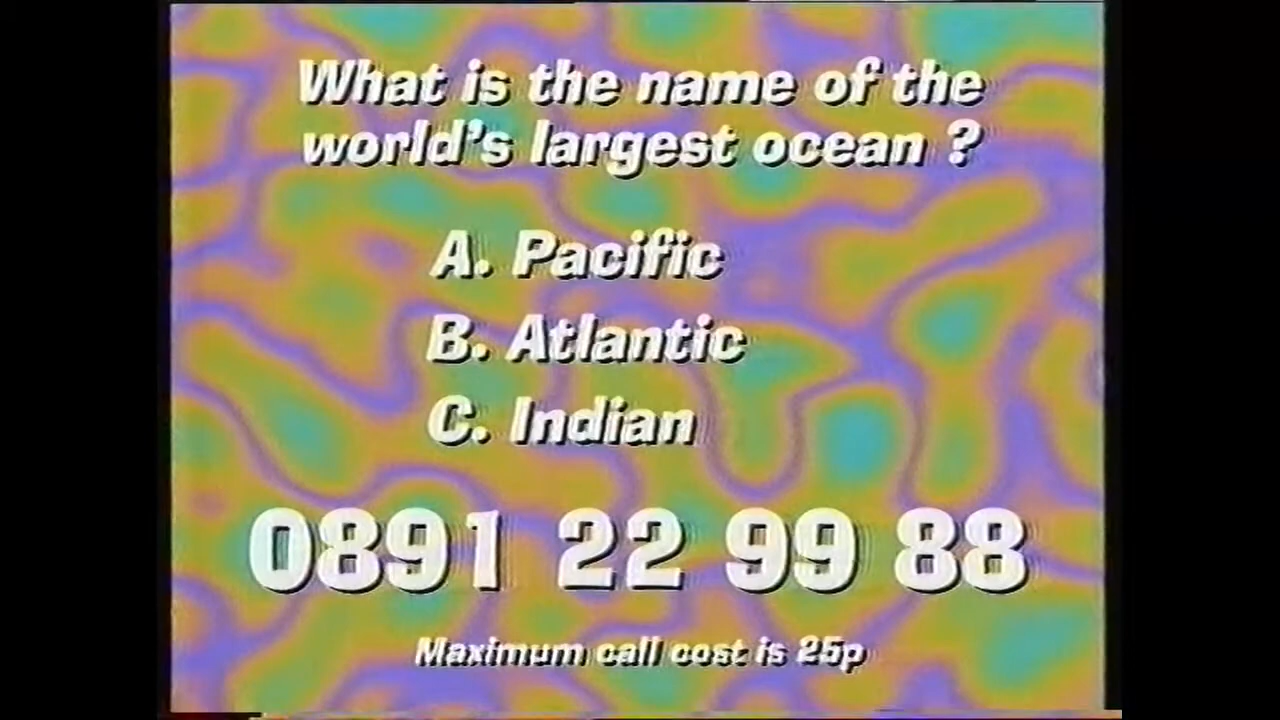 What is the name of the
world's largest ocean ?
A. Pacific
B. Atlantic
C. Indian
0891 22 99 88
Maximum call cost is 25p